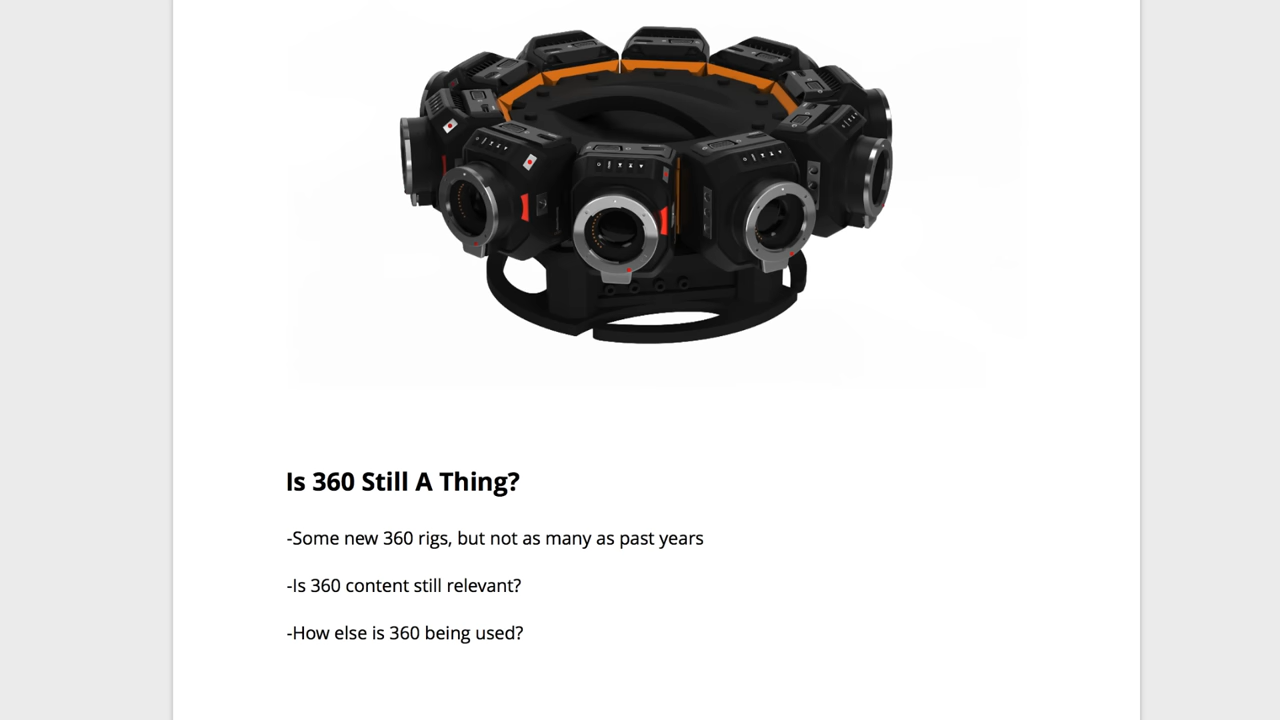 Is 360 Still A Thing?
-Some new 360 rigs, but not as many as past years
-Is 360 content still relevant?
-How else is 360 being used?